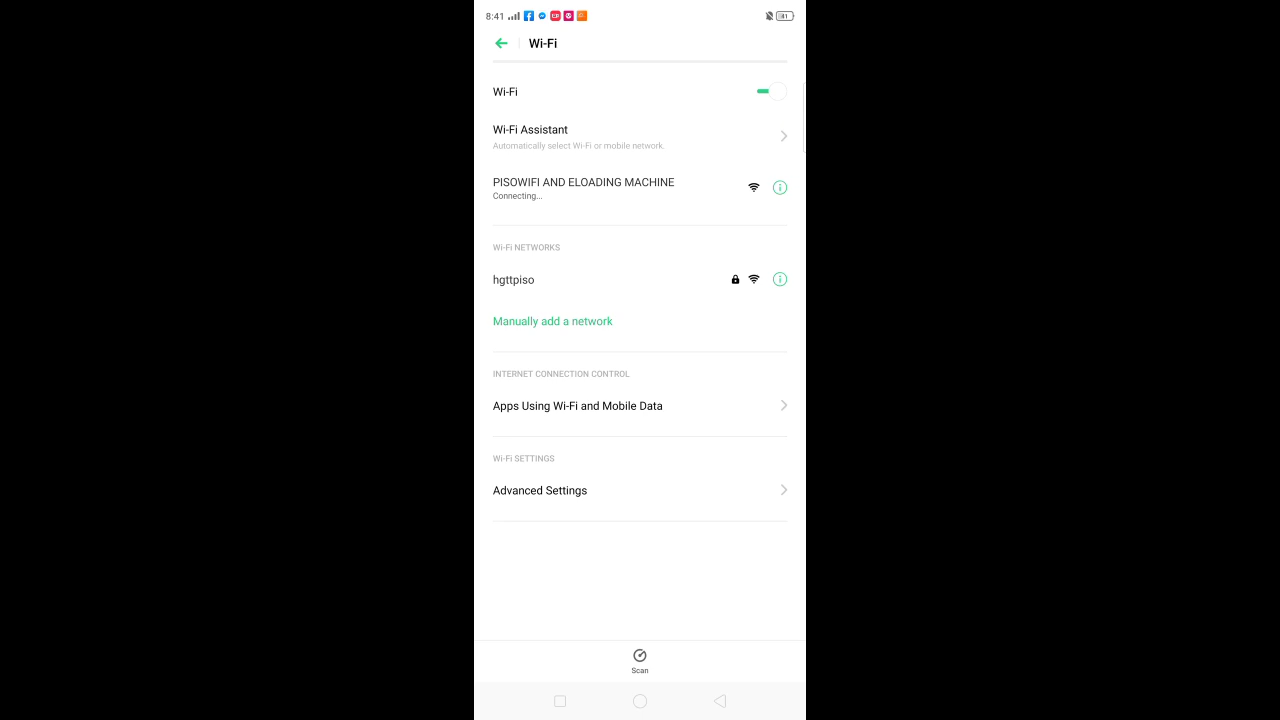 8:41 41
Wi-Fi
Wi-Fi
Wi-Fi Assistant
Automatically select Wi-Fi or mobile network.
PISOWIFI AND ELOADING MACHINE
Connecting...
Wi-Fi NETWORKS
hgttpiso
Manually add a network
INTERNET CONNECTION CONTROL
Apps Using Wi-Fi and Mobile Data
Wi-Fi SETTINGS
Advanced Settings
Scan